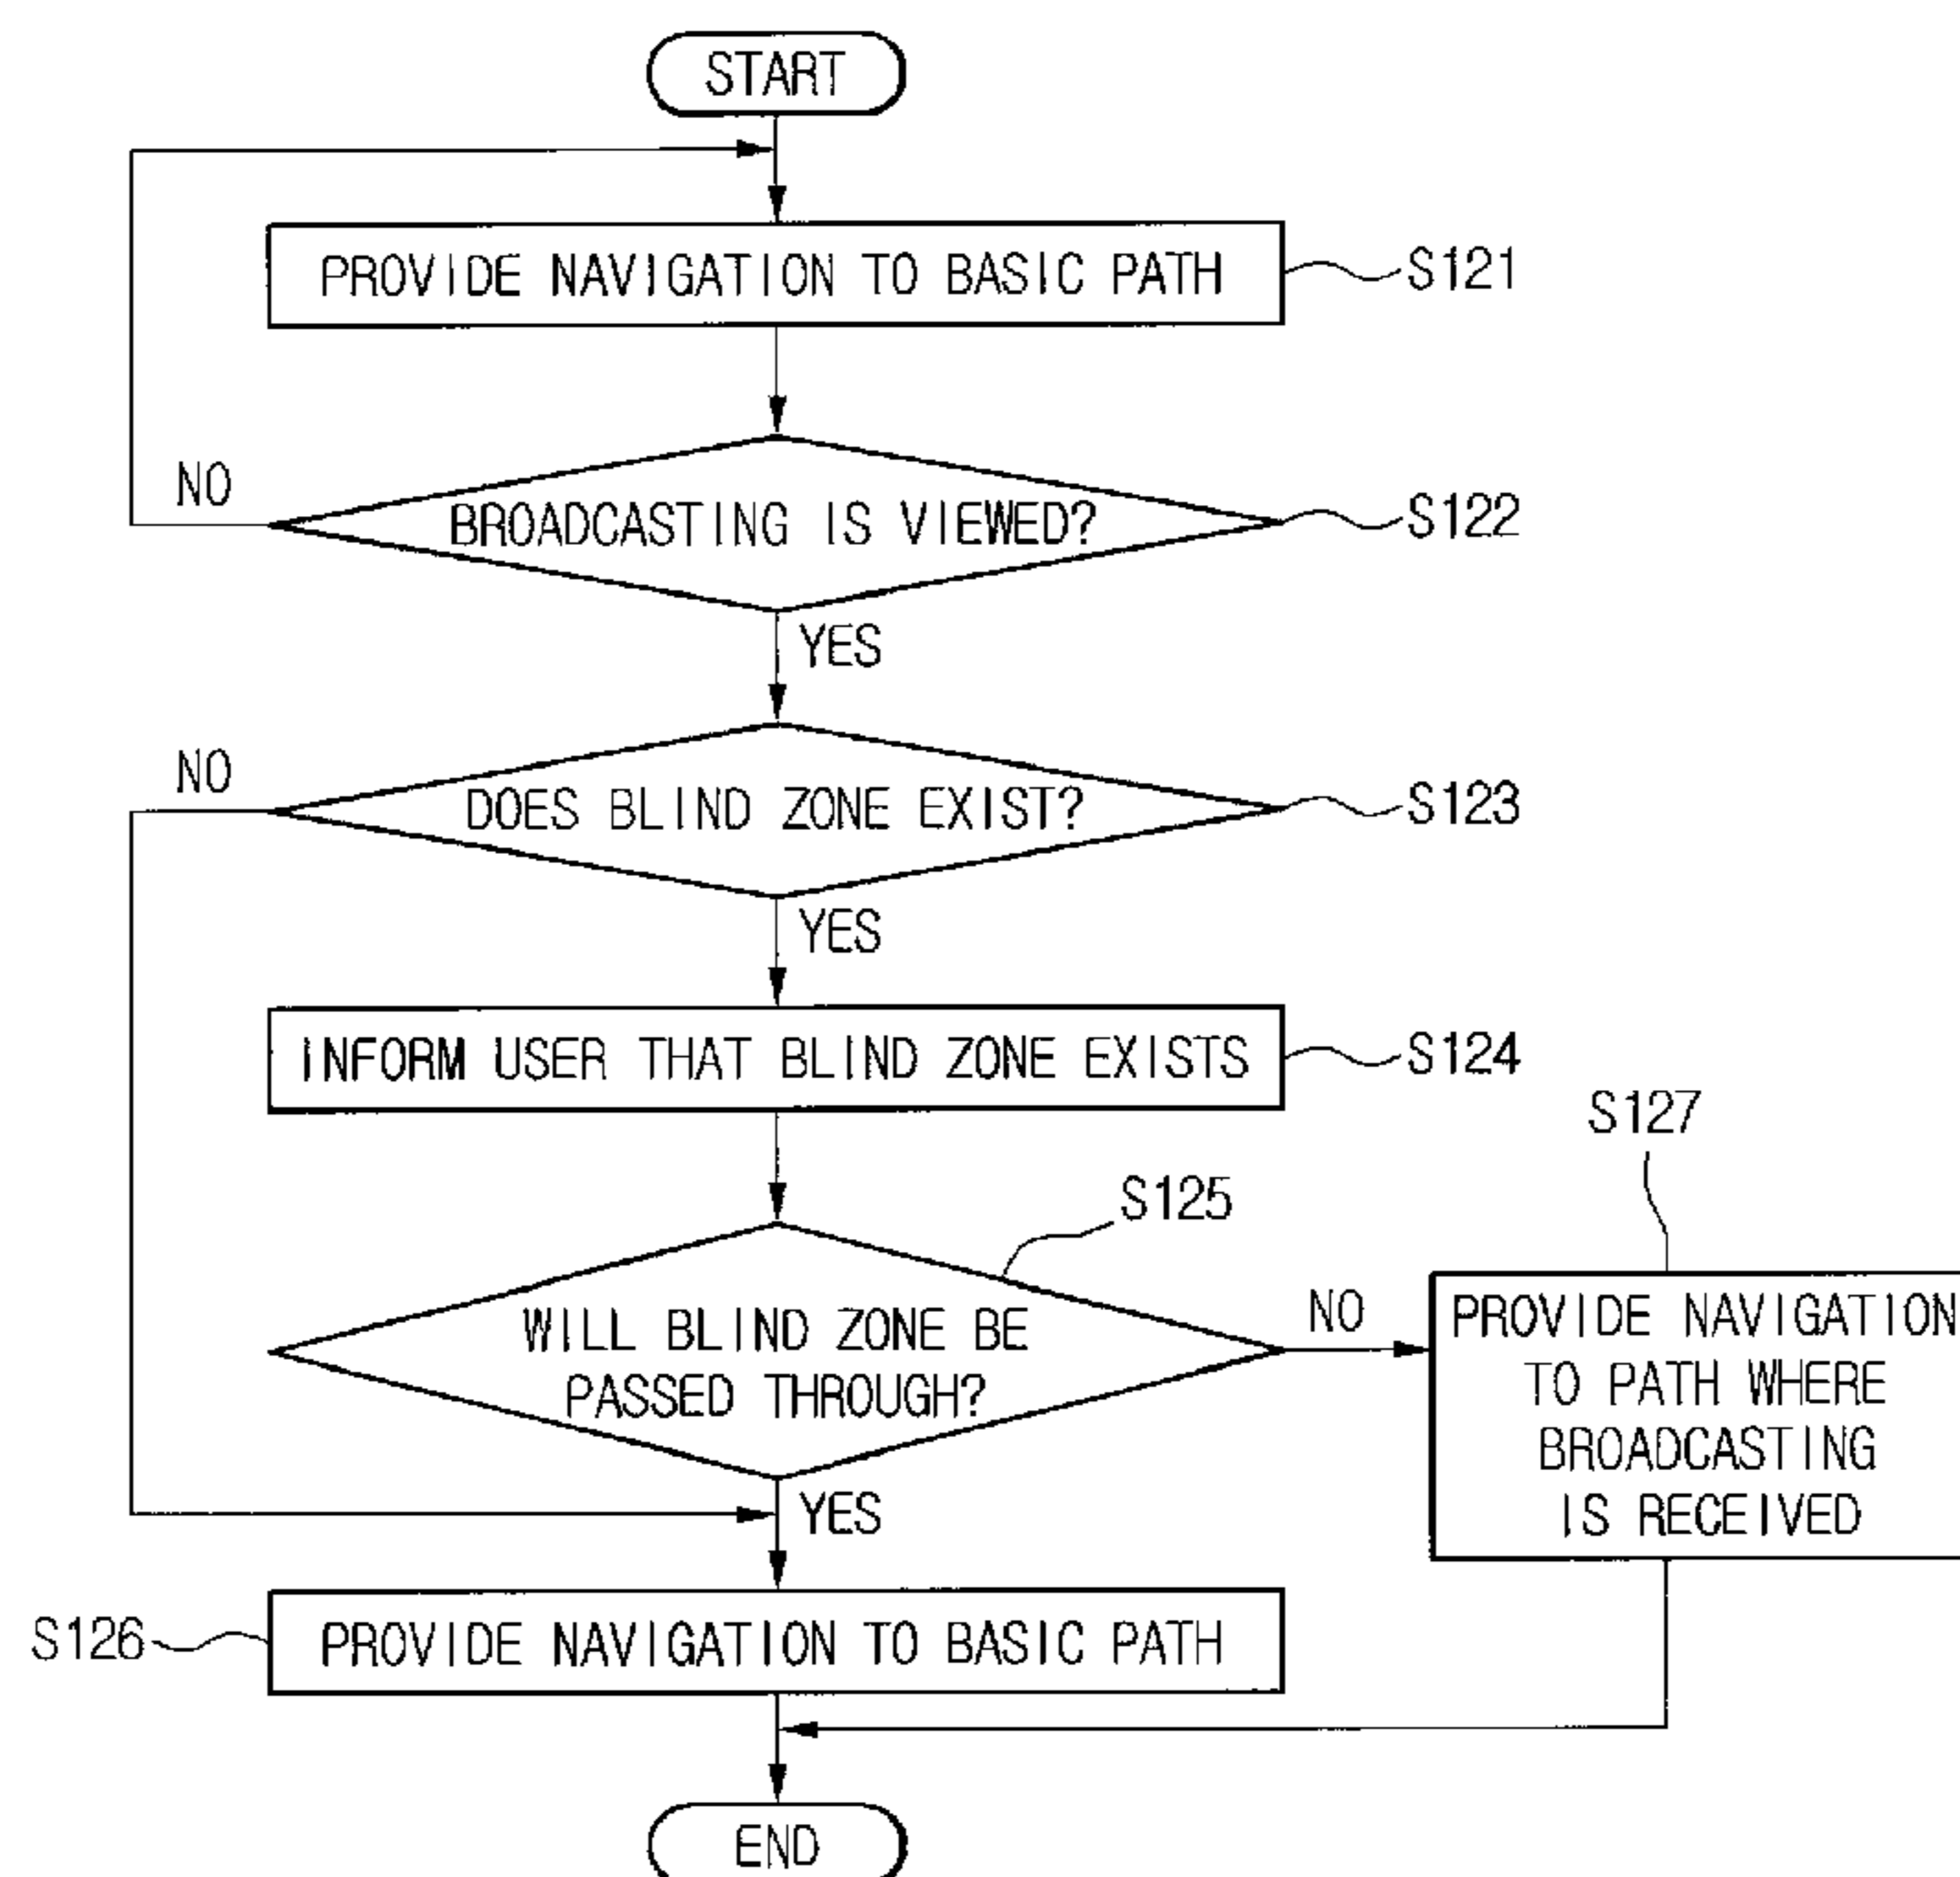 START
PROVIDE NAVIGATION TO BASIC PATH
S121
NO
BROADCASTING IS VIEWED?
S122
YES
NO
DOES BLIND ZONE EXIST?
S123
YES
INFORM USER THAT BLIND ZONE EXISTS
S124
S127
S125
WILL BLIND ZONE BE
PASSED THROUGH?
NO
PROVIDE NAVIGATION
TO PATH WHERE
BROADCASTING
IS RECEIVED
YES
S126
PROVIDE NAVIGATION TO BASIC PATH
END